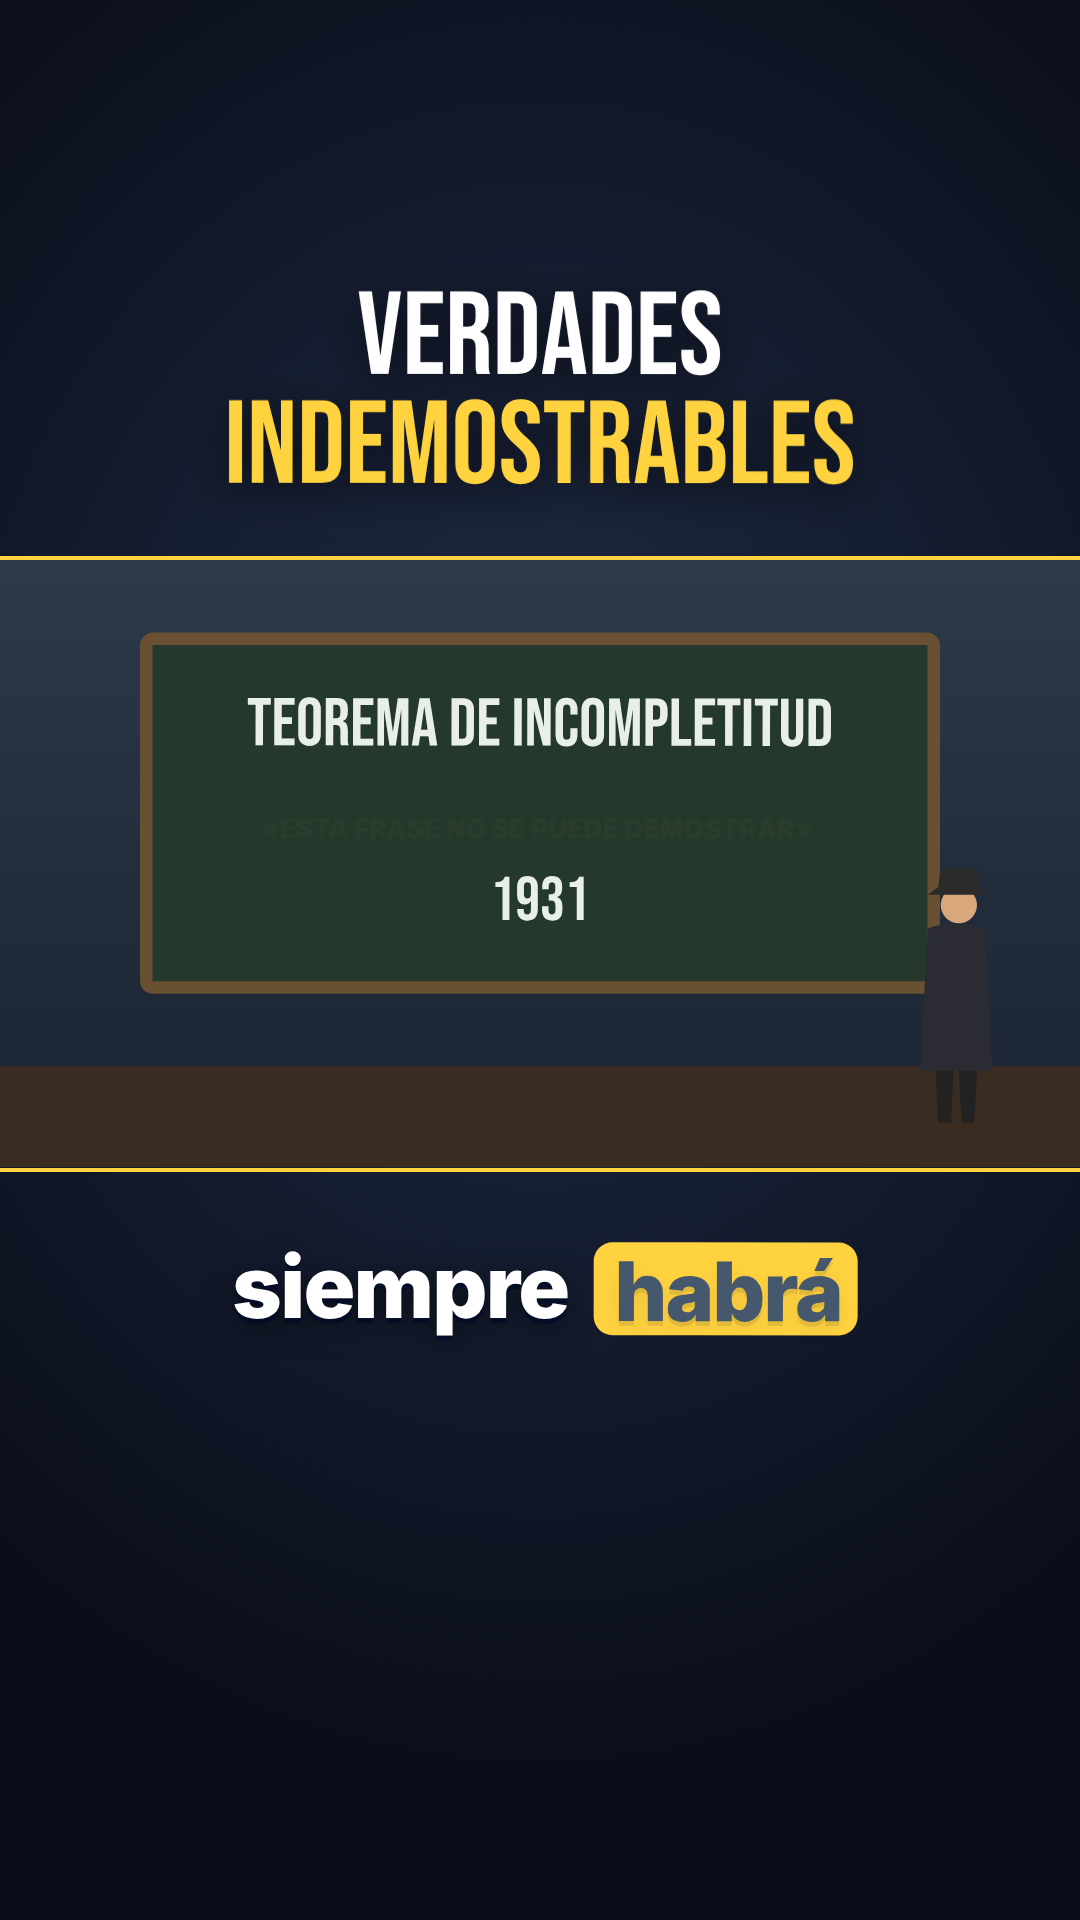 VERDADES
INDEMOSTRABLES
TEOREMA DE INCOMPLETITUD
«ESTA FRASE NO SE PUEDE DEMOSTRAR»
1931
siempre habrá